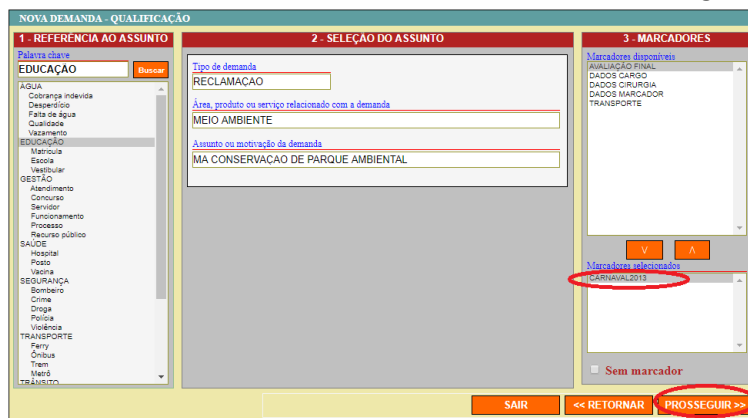 NOVA DEMANDA - QUALIFICAÇÃO
1 - REFERÊNCIA AO ASSUNTO
Palavra chave
EDUCAÇÃO
Buscar
ÁGUA
Cobrança indevida
Desperdício
Falta de água
Qualidade
Vazamento
EDUCAÇÃO
Matricula
Escola
Vestibular
GESTÃO
Atendimento
Concurso
Servidor
Funcionamento
Processo
Recurso público
SAÚDE
Hospital
Posto
Vacina
SEGURANÇA
Bombeiro
Crime
Droga
Polícia
Violência
TRANSPORTE
Ferry
Ônibus
Trem
Metrô
TRÂNSITO
2 - SELEÇÃO DO ASSUNTO
Tipo de demanda
RECLAMAÇAO
Área, produto ou serviço relacionado com a demanda
MEIO AMBIENTE
Assunto ou motivação da demanda
MA CONSERVAÇAO DE PARQUE AMBIENTAL
3 - MARCADORES
Marcadores disponíveis
AVALIAÇÃO FINAL
DADOS CARGO
DADOS CIRURGIA
DADOS MARCADOR
TRANSPORTE
V Λ
Marcadores selecionados
CARNAVAL2013
Sem marcador
SAIR << RETORNAR PROSSEGUIR >>